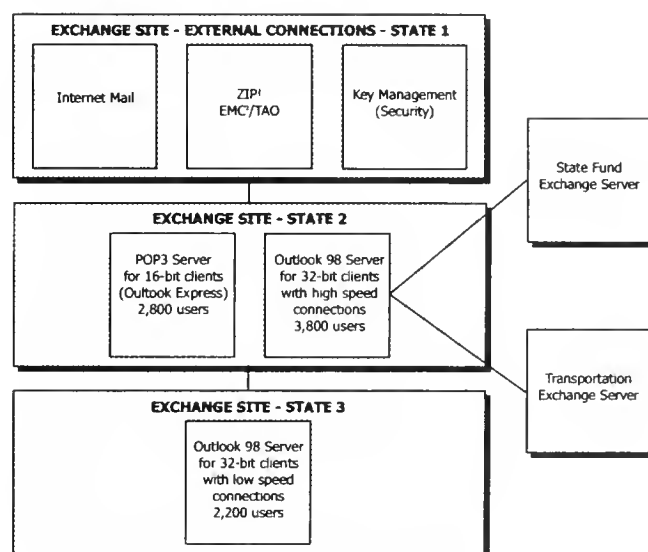 EXCHANGE SITE - EXTERNAL CONNECTIONS - STATE 1
Internet Mail
ZIP!
EMC²/TAO
Key Management
(Security)
State Fund
Exchange Server
EXCHANGE SITE - STATE 2
POP3 Server
for 16-bit clients
(Outlook Express)
2,800 users
Outlook 98 Server
for 32-bit clients
with high speed
connections
3,800 users
Transportation
Exchange Server
EXCHANGE SITE - STATE 3
Outlook 98 Server
for 32-bit clients
with low speed
connections
2,200 users